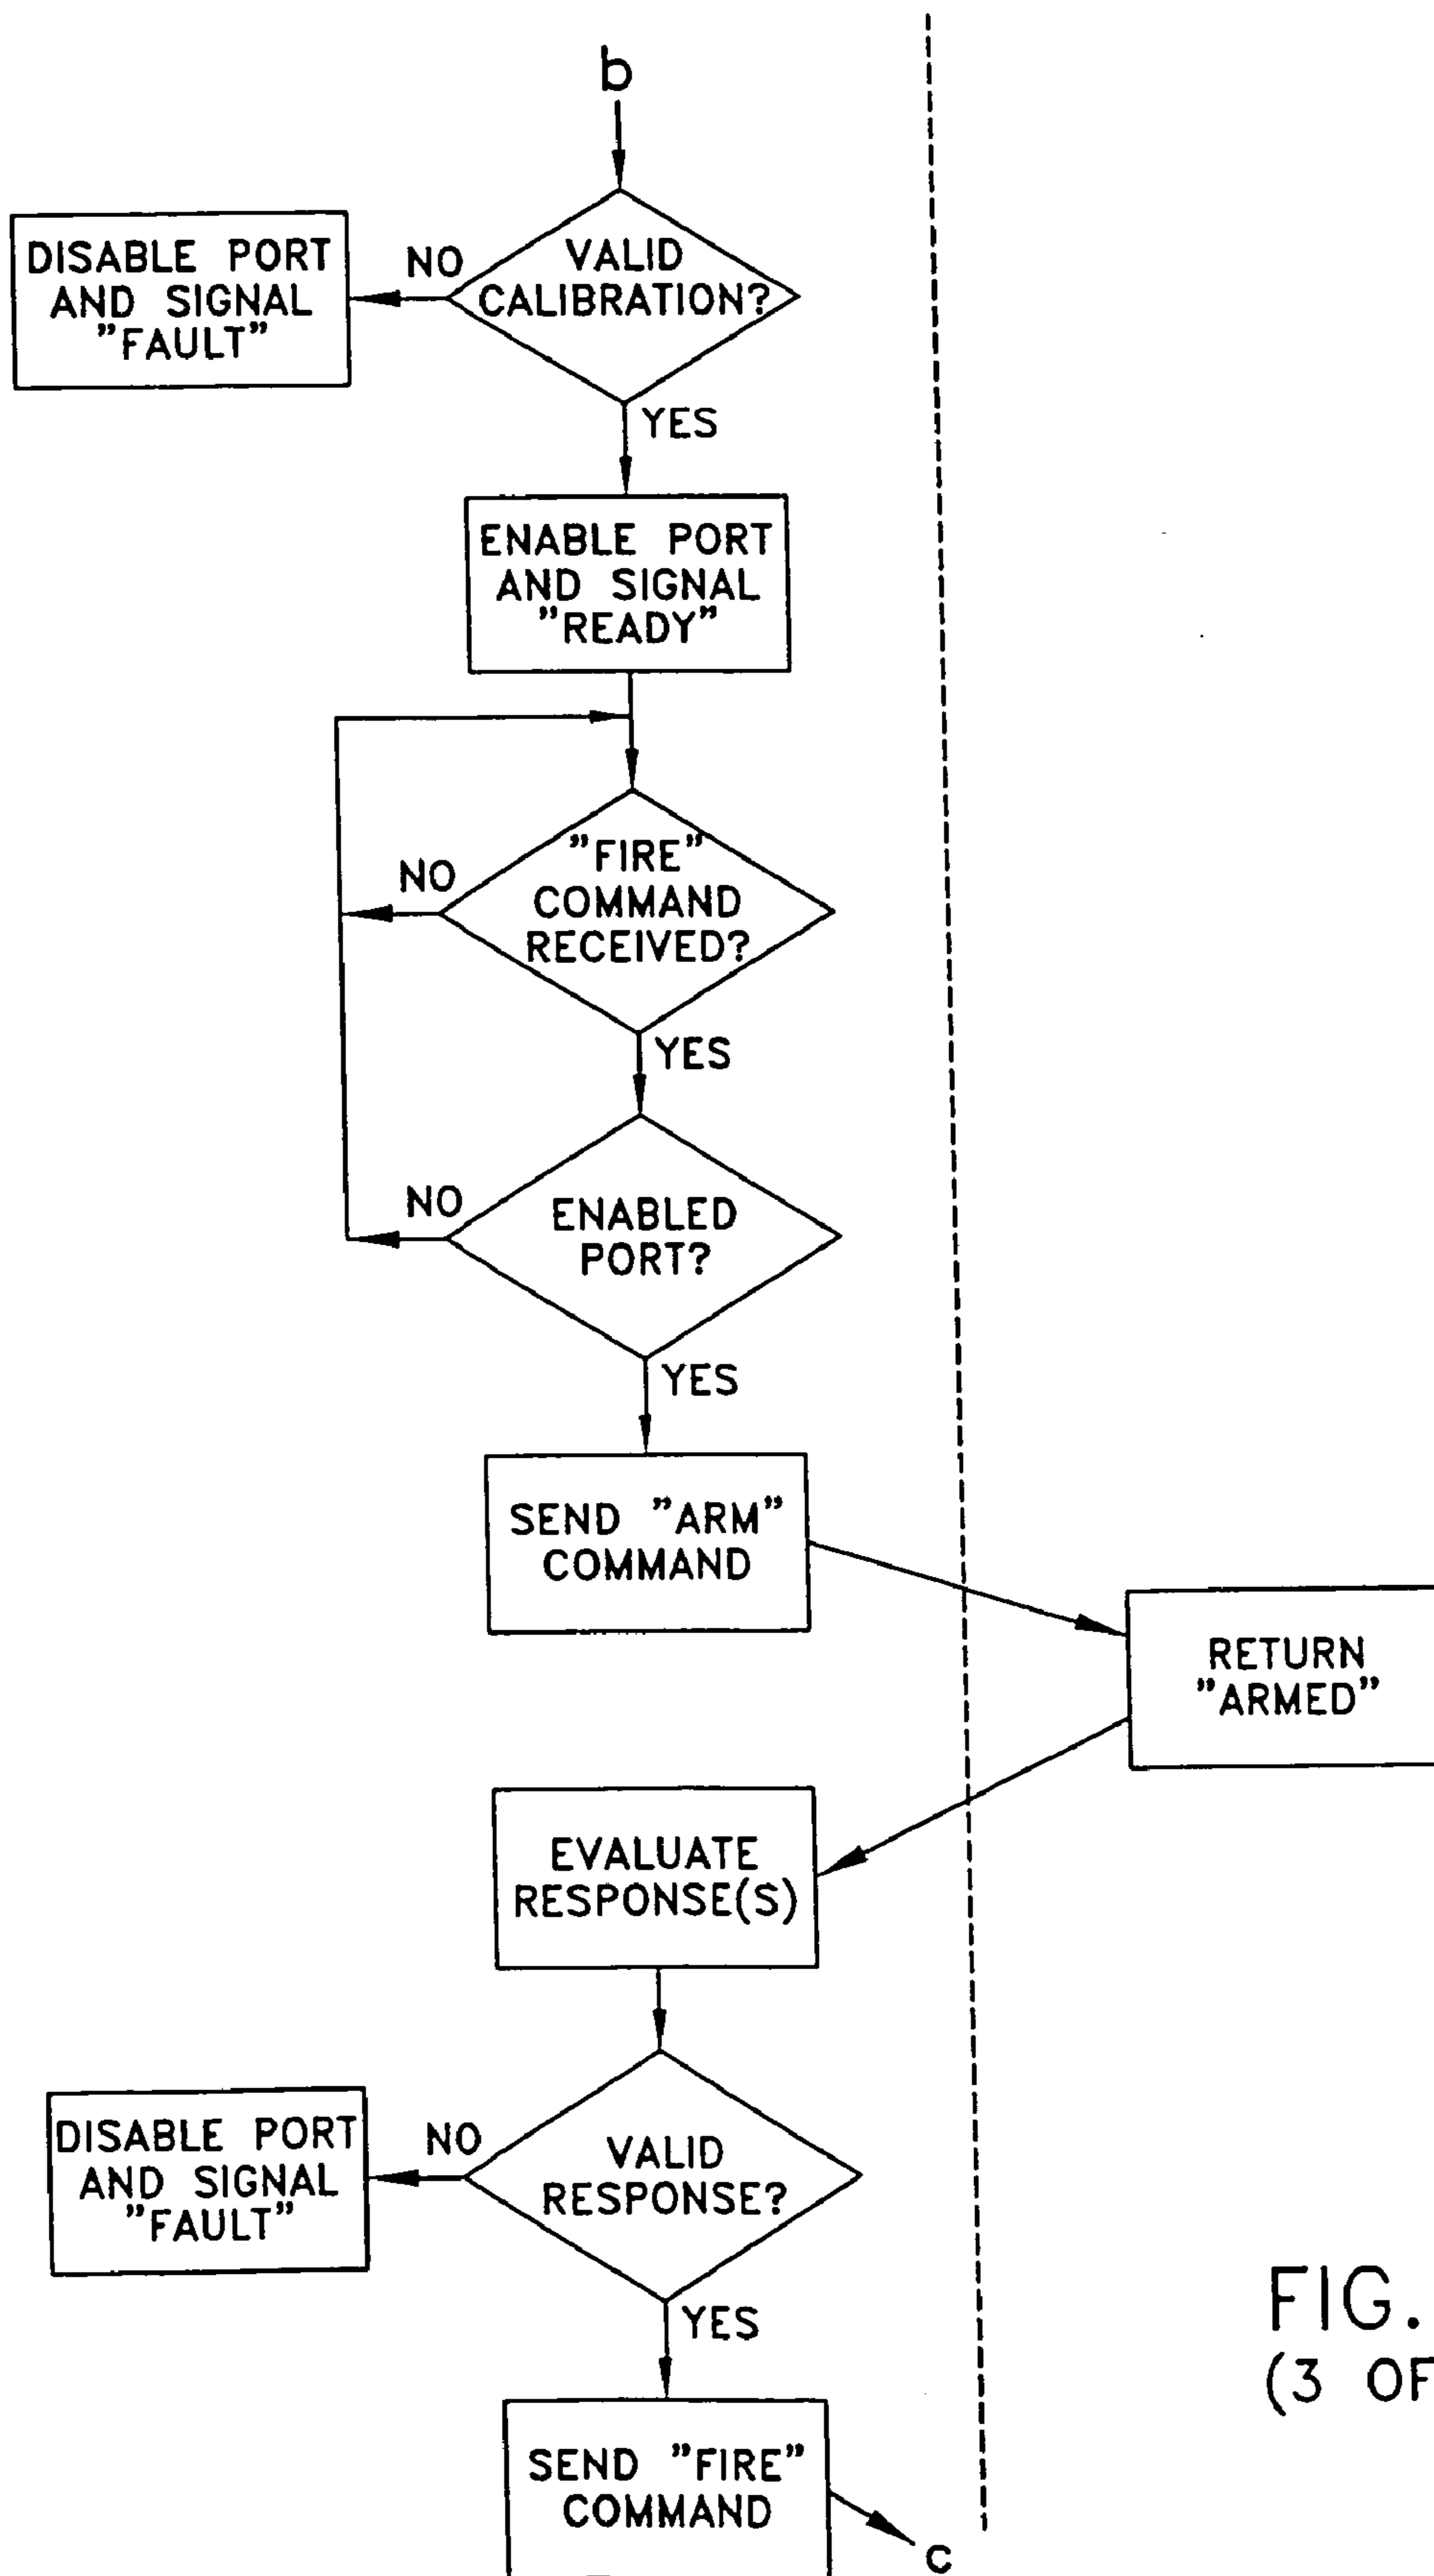 b
DISABLE PORT
AND SIGNAL
"FAULT"
NO
VALID
CALIBRATION?
YES
ENABLE PORT
AND SIGNAL
"READY"
NO
"FIRE"
COMMAND
RECEIVED?
YES
NO
ENABLED
PORT?
YES
SEND "ARM"
COMMAND
RETURN
"ARMED"
EVALUATE
RESPONSE(S)
DISABLE PORT
AND SIGNAL
"FAULT"
NO
VALID
RESPONSE?
YES
SEND "FIRE"
COMMAND
c
FIG.
(3 OF